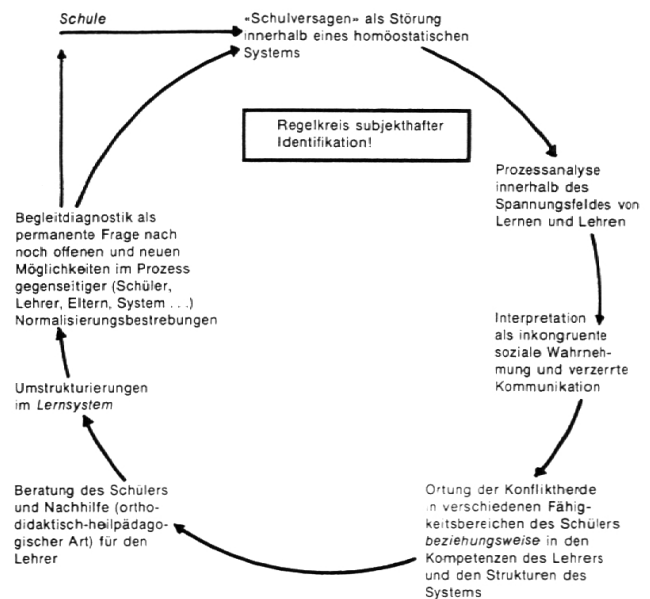 Schule
«Schulversagen» als Störung
innerhalb eines homöostatischen
Systems
Regelkreis subjekthafter
Identifikation!
Prozessanalyse
innerhalb des
Spannungsfeldes von
Lernen und Lehren
Interpretation
als inkongruente
soziale Wahrneh-
mung und verzerrte
Kommunikation
Ortung der Konfliktherde
in verschiedenen Fähig-
keitsbereichen des Schülers
beziehungsweise in den
Kompetenzen des Lehrers
und den Strukturen des
Systems
Beratung des Schülers
und Nachhilfe (ortho-
didaktisch-heilpädago-
gischer Art) für den
Lehrer
Umstrukturierungen
im Lernsystem
Begleitdiagnostik als
permanente Frage nach
noch offenen und neuen
Möglichkeiten im Prozess
gegenseitiger (Schüler,
Lehrer, Eltern, System . . .)
Normalisierungsbestrebungen